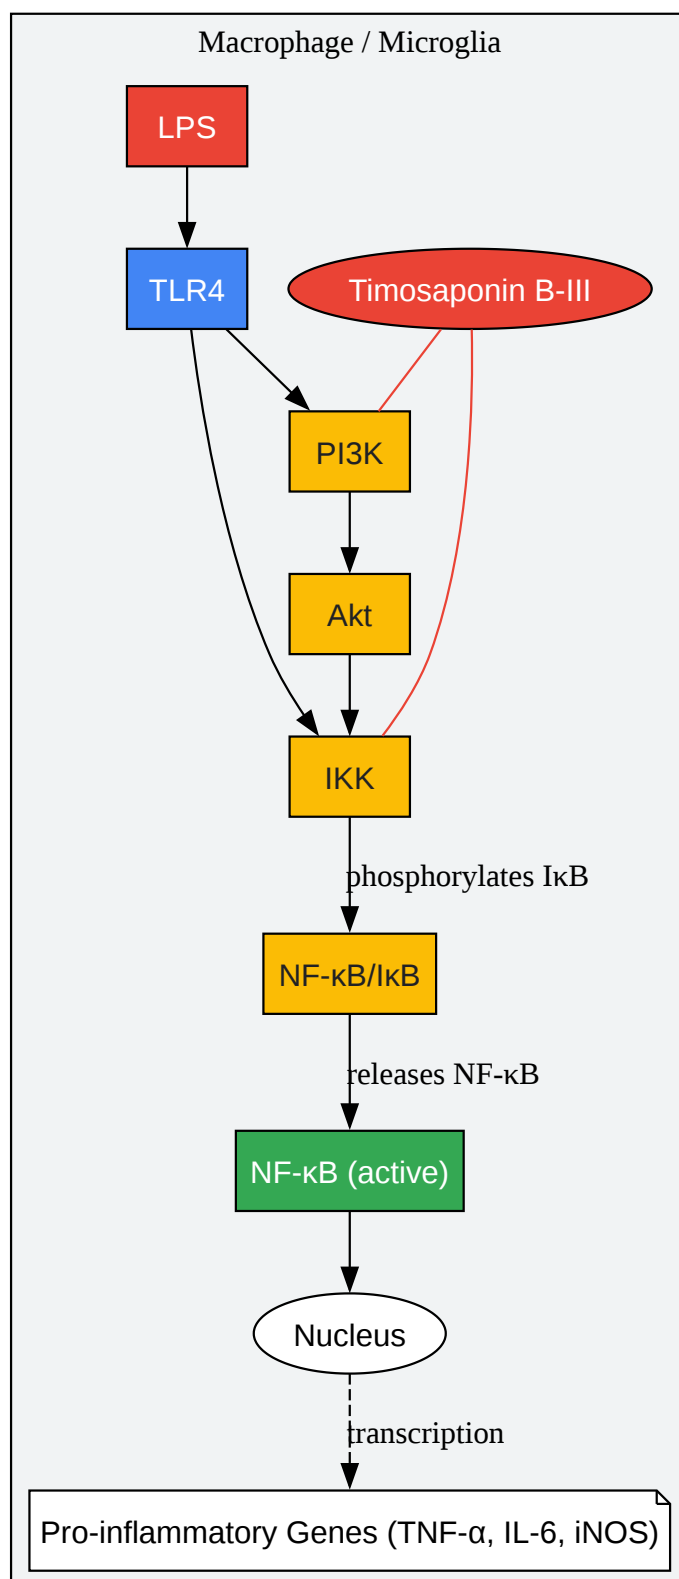 Macrophage / Microglia
LPS
TLR4
Timosaponin B-III
PI3K
Akt
IKK
phosphorylates IκB
NF-κB/IκB
releases NF-κB
NF-κB (active)
Nucleus
transcription
Pro-inflammatory Genes (TNF-α, IL-6, iNOS)